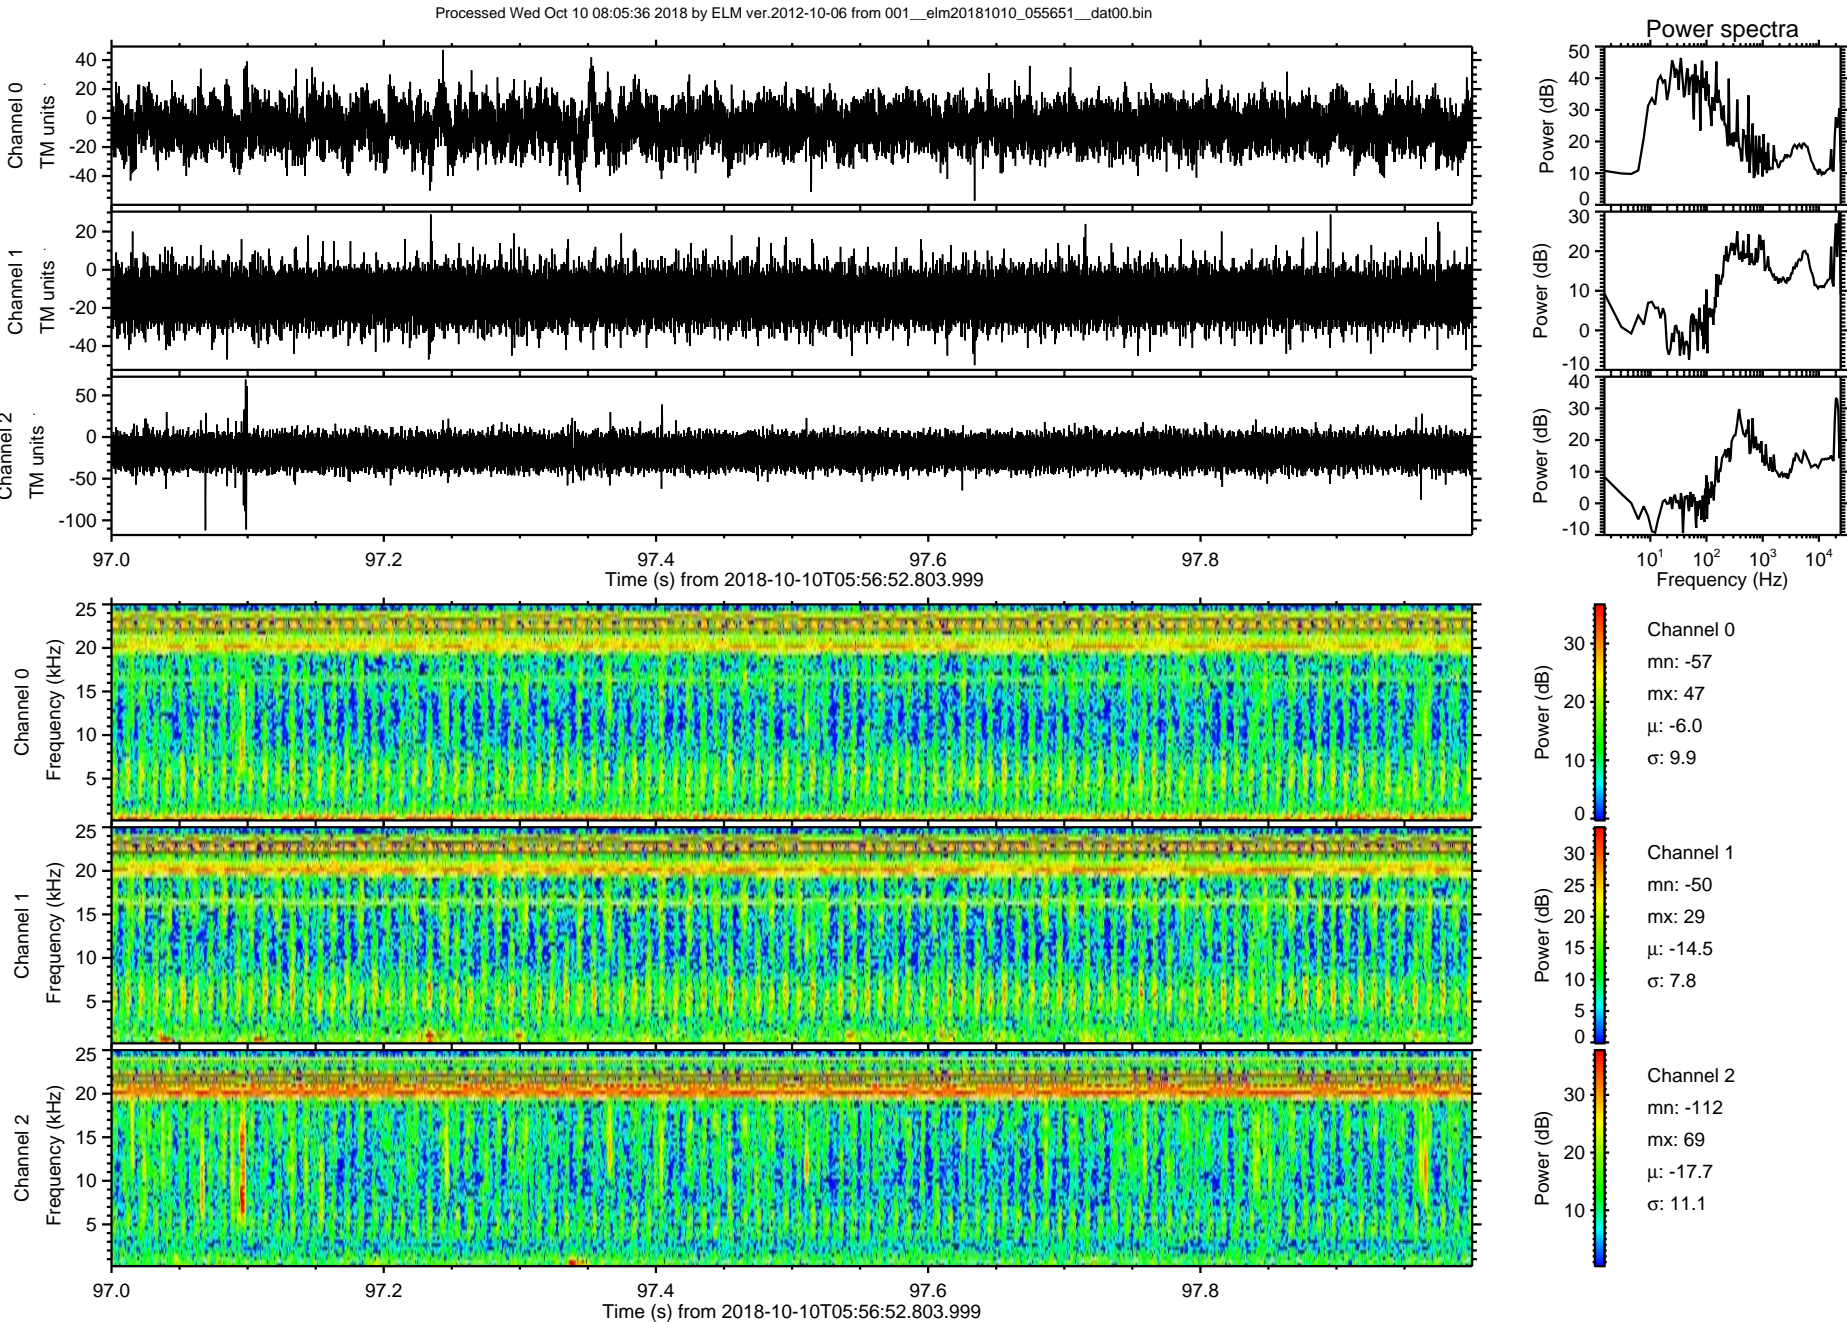 Processed Wed Oct 10 08:05:36 2018 by ELM ver.2012-10-06 from 001__elm20181010_055651__dat00.bin
Power spectra
Channel 0
TM units
40
20
0
-20
-40
Power (dB)
50
40
30
20
10
0
Channel 1
TM units
20
0
-20
-40
Power (dB)
30
20
10
0
-10
Channel 2
TM units
50
0
-50
-100
Power (dB)
40
30
20
10
0
-10
97.0 97.2 97.4 97.6 97.8
Time (s) from 2018-10-10T05:56:52.803.999
10¹ 10² 10³ 10⁴
Frequency (Hz)
Channel 0
Frequency (kHz)
25
20
15
10
5
Power (dB)
30
20
10
0
Channel 0
mn: -57
mx: 47
μ: -6.0
σ: 9.9
Channel 1
Frequency (kHz)
25
20
15
10
5
Power (dB)
30
25
20
15
10
5
0
Channel 1
mn: -50
mx: 29
μ: -14.5
σ: 7.8
Channel 2
Frequency (kHz)
25
20
15
10
5
Power (dB)
30
20
10
Channel 2
mn: -112
mx: 69
μ: -17.7
σ: 11.1
97.0 97.2 97.4 97.6 97.8
Time (s) from 2018-10-10T05:56:52.803.999